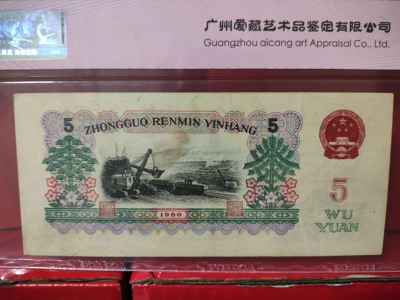 广州爱藏艺术品鉴定有限公司
Guangzhou aicang art Appraisal Co., Ltd.
5 ZHONGGUO RENMIN YINHANG 5
5
WU
YUAN
1960